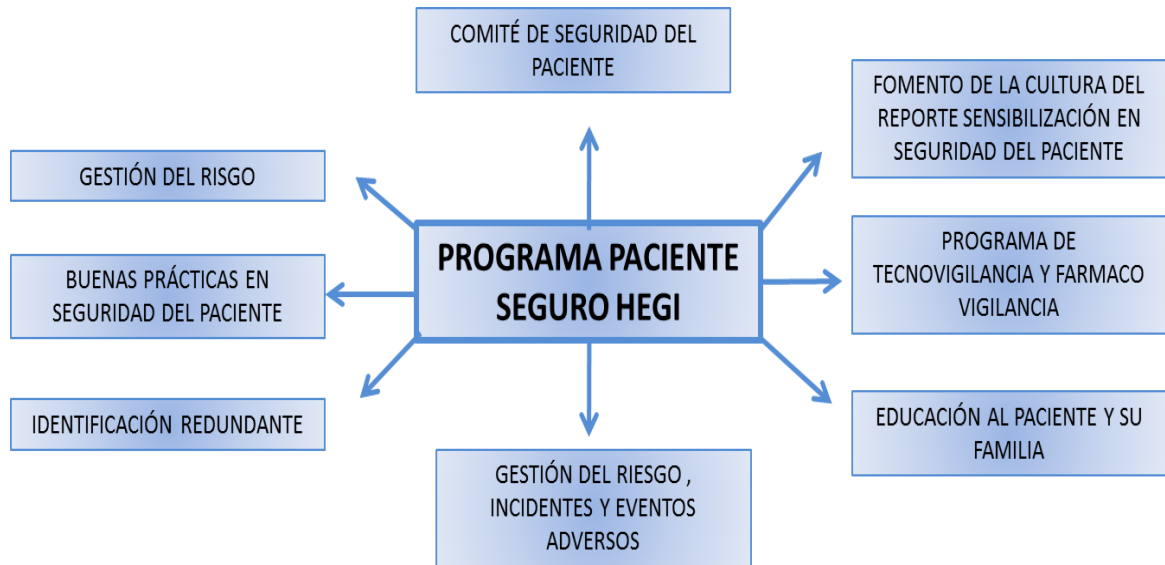 COMITÉ DE SEGURIDAD DEL
PACIENTE
FOMENTO DE LA CULTURA DEL
REPORTE SENSIBILIZACIÓN EN
SEGURIDAD DEL PACIENTE
GESTIÓN DEL RISGO
PROGRAMA PACIENTE
SEGURO HEGI
PROGRAMA DE
TECNOVIGILANCIA Y FARMACO
VIGILANCIA
BUENAS PRÁCTICAS EN
SEGURIDAD DEL PACIENTE
IDENTIFICACIÓN REDUNDANTE
EDUCACIÓN AL PACIENTE Y SU
FAMILIA
GESTIÓN DEL RIESGO ,
INCIDENTES Y EVENTOS
ADVERSOS